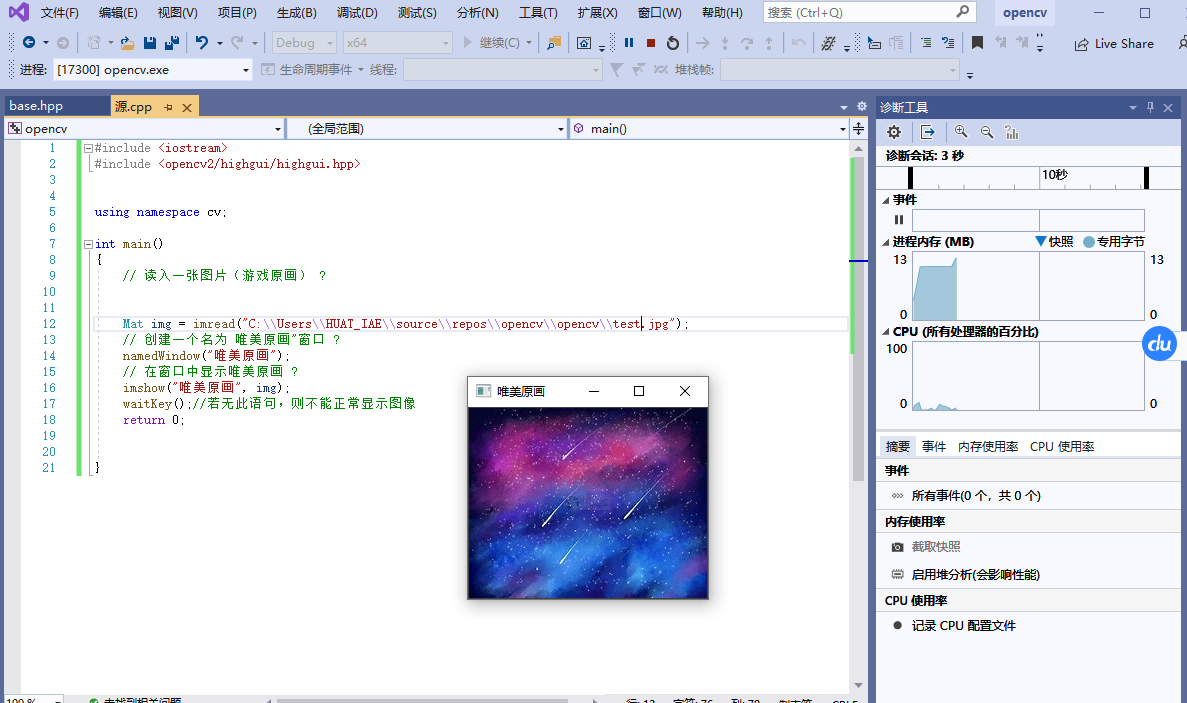 文件(F) 编辑(E) 视图(V) 项目(P) 生成(B) 调试(D) 测试(S) 分析(N) 工具(T) 扩展(X) 窗口(W) 帮助(H) 搜索 (Ctrl+Q) opencv
Debug x64 继续(C) Live Share
进程: [17300] opencv.exe 生命周期事件 线程: 堆栈帧:
base.hpp 源.cpp
opencv (全局范围) main()
1 #include <iostream>
2 #include <opencv2/highgui/highgui.hpp>
3
4
5 using namespace cv;
6
7 int main()
8 {
9 // 读入一张图片（游戏原画） ?
10
11
12 Mat img = imread("C:\\Users\\HUAT_IAE\\source\\repos\\opencv\\opencv\\test.jpg");
13 // 创建一个名为 唯美原画"窗口 ?
14 namedWindow("唯美原画");
15 // 在窗口中显示唯美原画 ?
16 imshow("唯美原画", img);
17 waitKey();//若无此语句，则不能正常显示图像
18 return 0;
19
20
21 }
唯美原画
诊断工具
诊断会话: 3 秒
10秒
事件
进程内存 (MB) 快照 专用字节
13 13
0 0
CPU (所有处理器的百分比)
100
0 0
du
摘要 事件 内存使用率 CPU 使用率
事件
所有事件(0 个，共 0 个)
内存使用率
截取快照
启用堆分析(会影响性能)
CPU 使用率
记录 CPU 配置文件
100 % 未找到相关问题